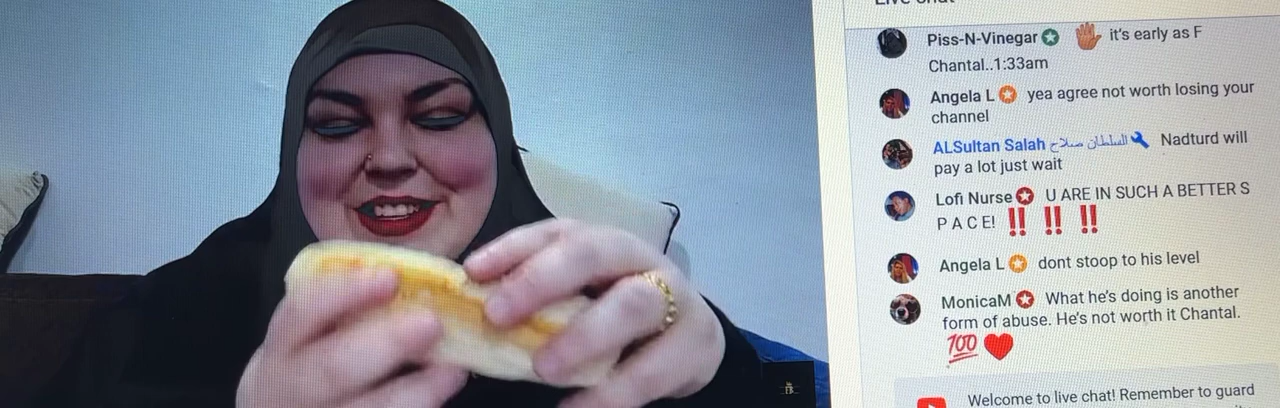 Live chat
Piss-N-Vinegar ✋ it's early as F
Chantal..1:33am
Angela L yea agree not worth losing your
channel
ALSultan Salah السلطان صلاح Nadturd will
pay a lot just wait
Lofi Nurse U ARE IN SUCH A BETTER S
P A C E! ‼️ ‼️ ‼️
Angela L dont stoop to his level
MonicaM What he's doing is another
form of abuse. He's not worth it Chantal.
💯 ❤️
Welcome to live chat! Remember to guard